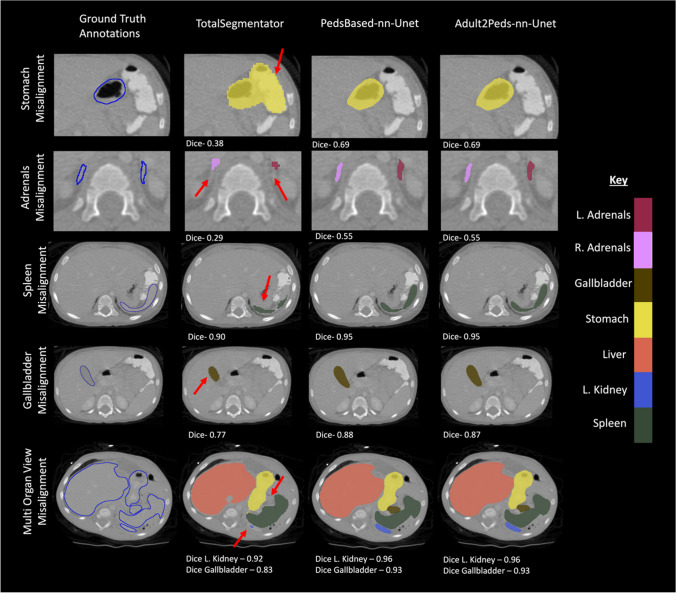 Ground Truth
Annotations
TotalSegmentator
PedsBased-nn-Unet
Adult2Peds-nn-Unet
Stomach
Misalignment
Dice- 0.38
Dice- 0.69
Dice- 0.69
Adrenals
Misalignment
Dice- 0.29
Dice- 0.55
Dice- 0.55
Spleen
Misalignment
Dice- 0.90
Dice- 0.95
Dice- 0.95
Gallbladder
Misalignment
Dice- 0.77
Dice- 0.88
Dice- 0.87
Multi Organ View
Misalignment
Dice L. Kidney – 0.92
Dice Gallbladder – 0.83
Dice L. Kidney – 0.96
Dice Gallbladder – 0.93
Dice L. Kidney – 0.96
Dice Gallbladder – 0.93
Key
L. Adrenals
R. Adrenals
Gallbladder
Stomach
Liver
L. Kidney
Spleen